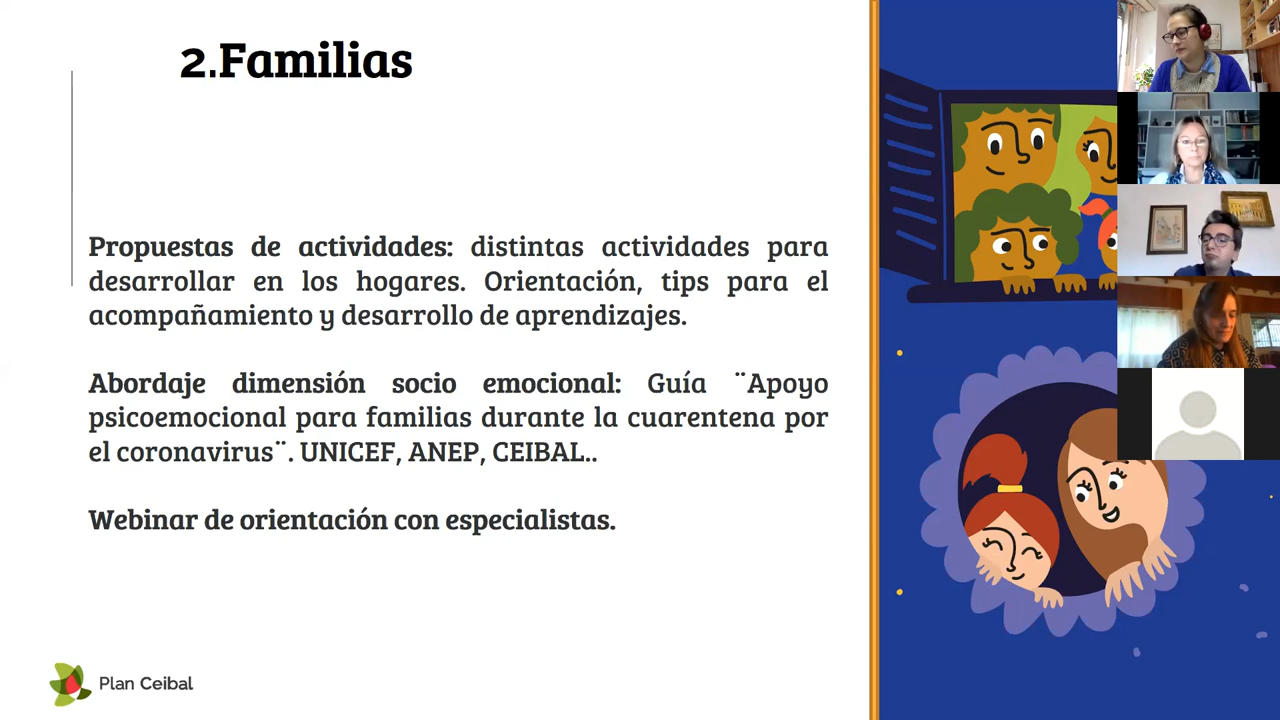 2.Familias
Propuestas de actividades: distintas actividades para
desarrollar en los hogares. Orientación, tips para el
acompañamiento y desarrollo de aprendizajes.
Abordaje dimensión socio emocional: Guía ¨Apoyo
psicoemocional para familias durante la cuarentena por
el coronavirus¨. UNICEF, ANEP, CEIBAL..
Webinar de orientación con especialistas.
Plan Ceibal